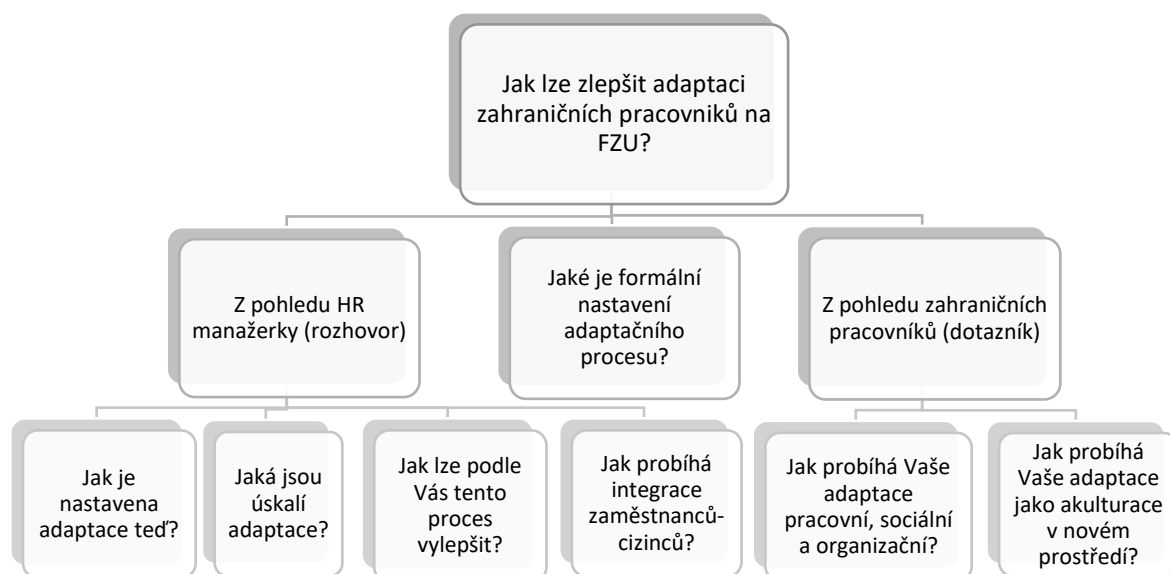 Jak lze zlepšit adaptaci
zahraničních pracovniků na
FZU?
Z pohledu HR
manažerky (rozhovor)
Jaké je formální
nastavení
adaptačního
procesu?
Z pohledu zahraničních
pracovníků (dotazník)
Jak je
nastavena
adaptace teď?
Jaká jsou
úskalí
adaptace?
Jak lze podle
Vás tento
proces
vylepšit?
Jak probíhá
integrace
zaměstnanců-
cizinců?
Jak probíhá Vaše
adaptace
pracovní, sociální
a organizační?
Jak probíhá
Vaše adaptace
jako akulturace
v novém
prostředí?